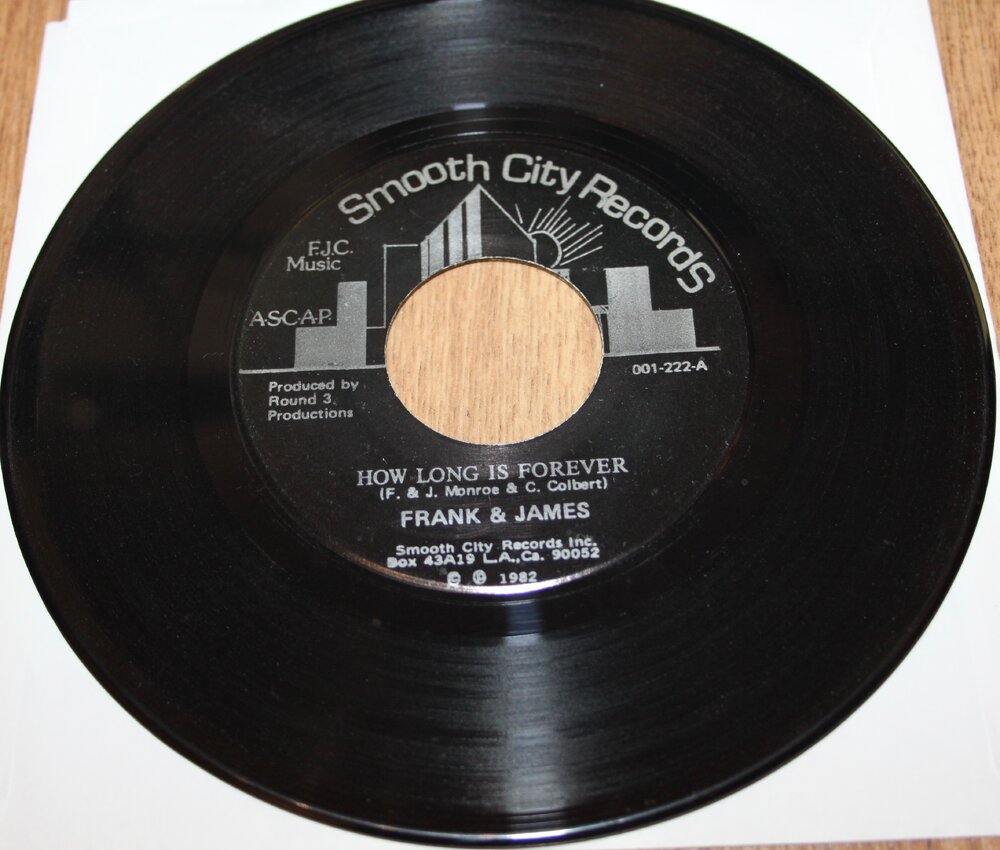 Smooth City Records
F.J.C.
Music
A·S·C·A·P.
001-222-A
Produced by
Round 3
Productions
HOW LONG IS FOREVER
(F. & J. Monroe & C. Colbert)
FRANK & JAMES
Smooth City Records Inc.
Box 43A19 L.A.,Ca. 90052
© © 1982